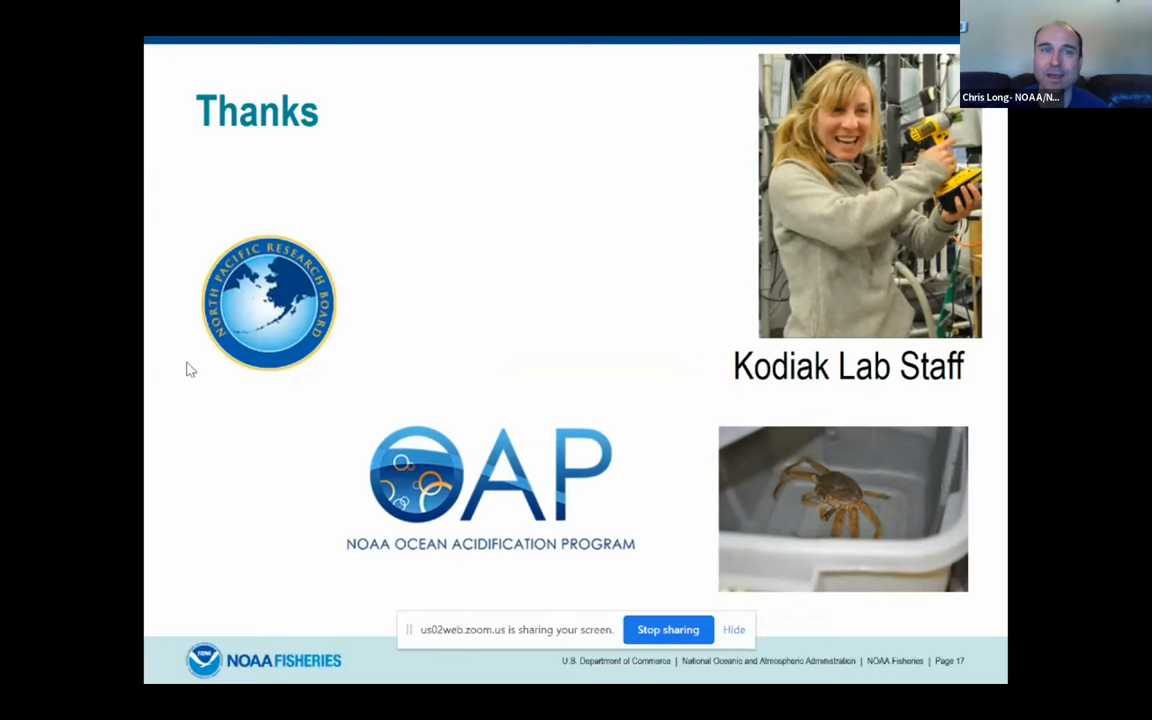 Chris Long- NOAA/N...
Thanks
NORTH PACIFIC RESEARCH BOARD
Kodiak Lab Staff
OAP
NOAA OCEAN ACIDIFICATION PROGRAM
us02web.zoom.us is sharing your screen. Stop sharing Hide
NOAA FISHERIES
U.S. Department of Commerce | National Oceanic and Atmospheric Administration | NOAA Fisheries | Page 17